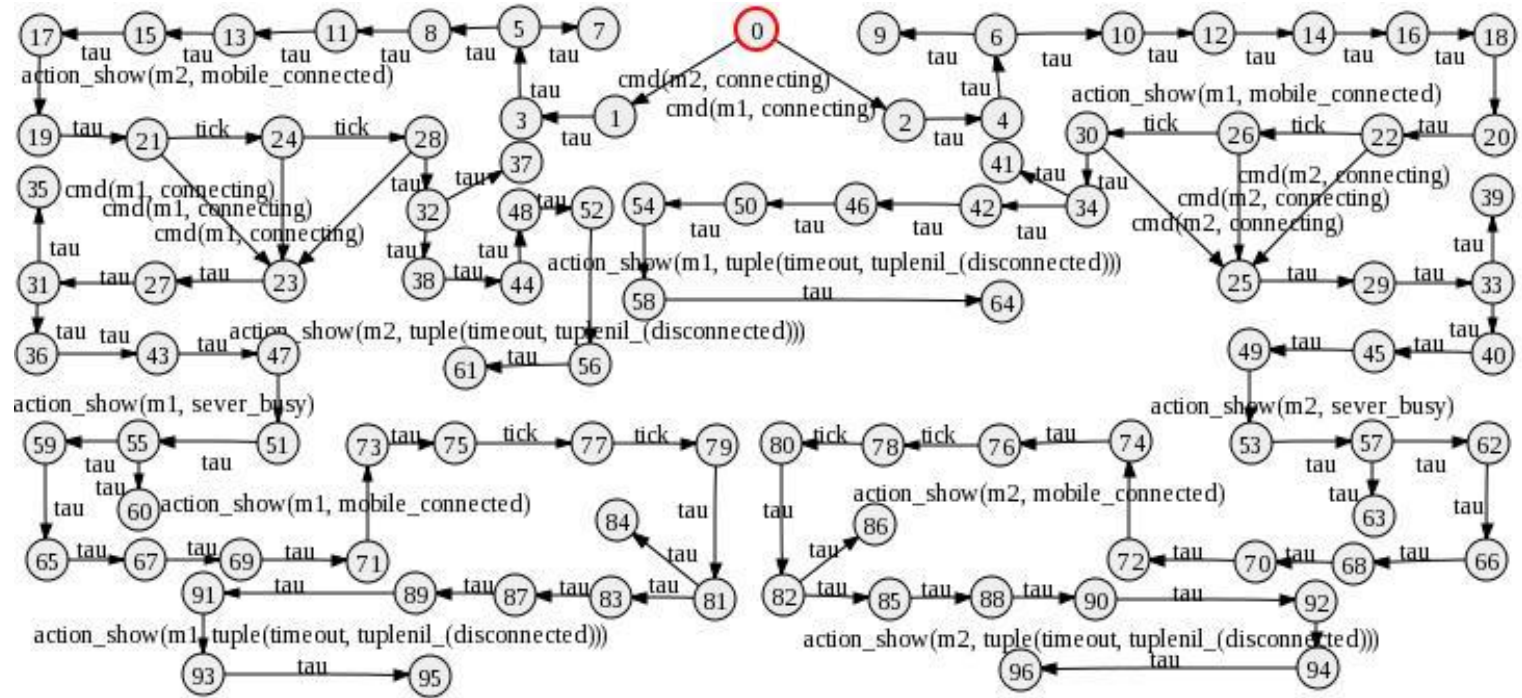 17 15 13 11 8 5 7 0 9 6 10 12 14 16 18
tau tau tau tau tau tau tau tau tau tau tau tau
action_show(m2, mobile_connected)
cmd(m2, connecting)
tau
tau
action_show(m1, mobile_connected)
cmd(m1, connecting)
19 tau 21 tick 24 tick 28 3 tau 1 2 tau 4 30 tick 26 tick 22 tau 20
35 37 41 39
cmd(m1, connecting)
tau
tau
tau
tau
cmd(m2, connecting)
cmd(m1, connecting)
32 48 tau 52 54 50 46 42 34
cmd(m2, connecting)
cmd(m1, connecting)
tau tau tau tau
cmd(m2, connecting)
tau
tau
tau
tau
31 tau 27 tau 23 38 tau 44
action_show(m1, tuple(timeout, tuplenil_(disconnected)))
25 tau 29 tau 33
58 tau 64
tau
tau
action_show(m2, tuple(timeout, tuplenil_(disconnected)))
36 tau 43 tau 47 61 tau 56 49 tau 45 tau 40
action_show(m1, sever_busy)
action_show(m2, sever_busy)
59 55 51 73 tau 75 tick 77 tick 79 80 tick 78 tick 76 tau 74 53 57 62
tau tau tau tau tau
60
action_show(m1, mobile_connected)
action_show(m2, mobile_connected)
tau
63
tau
84 tau tau 86
tau
65 tau 67 tau 69 tau 71 tau tau 72 tau 70 tau 68 tau 66
91 tau 89 tau 87 tau 83 tau 81 82 tau 85 tau 88 tau 90 tau 92
action_show(m1, tuple(timeout, tuplenil_(disconnected)))
action_show(m2, tuple(timeout, tuplenil_(disconnected)))
93 tau 95 96 tau 94